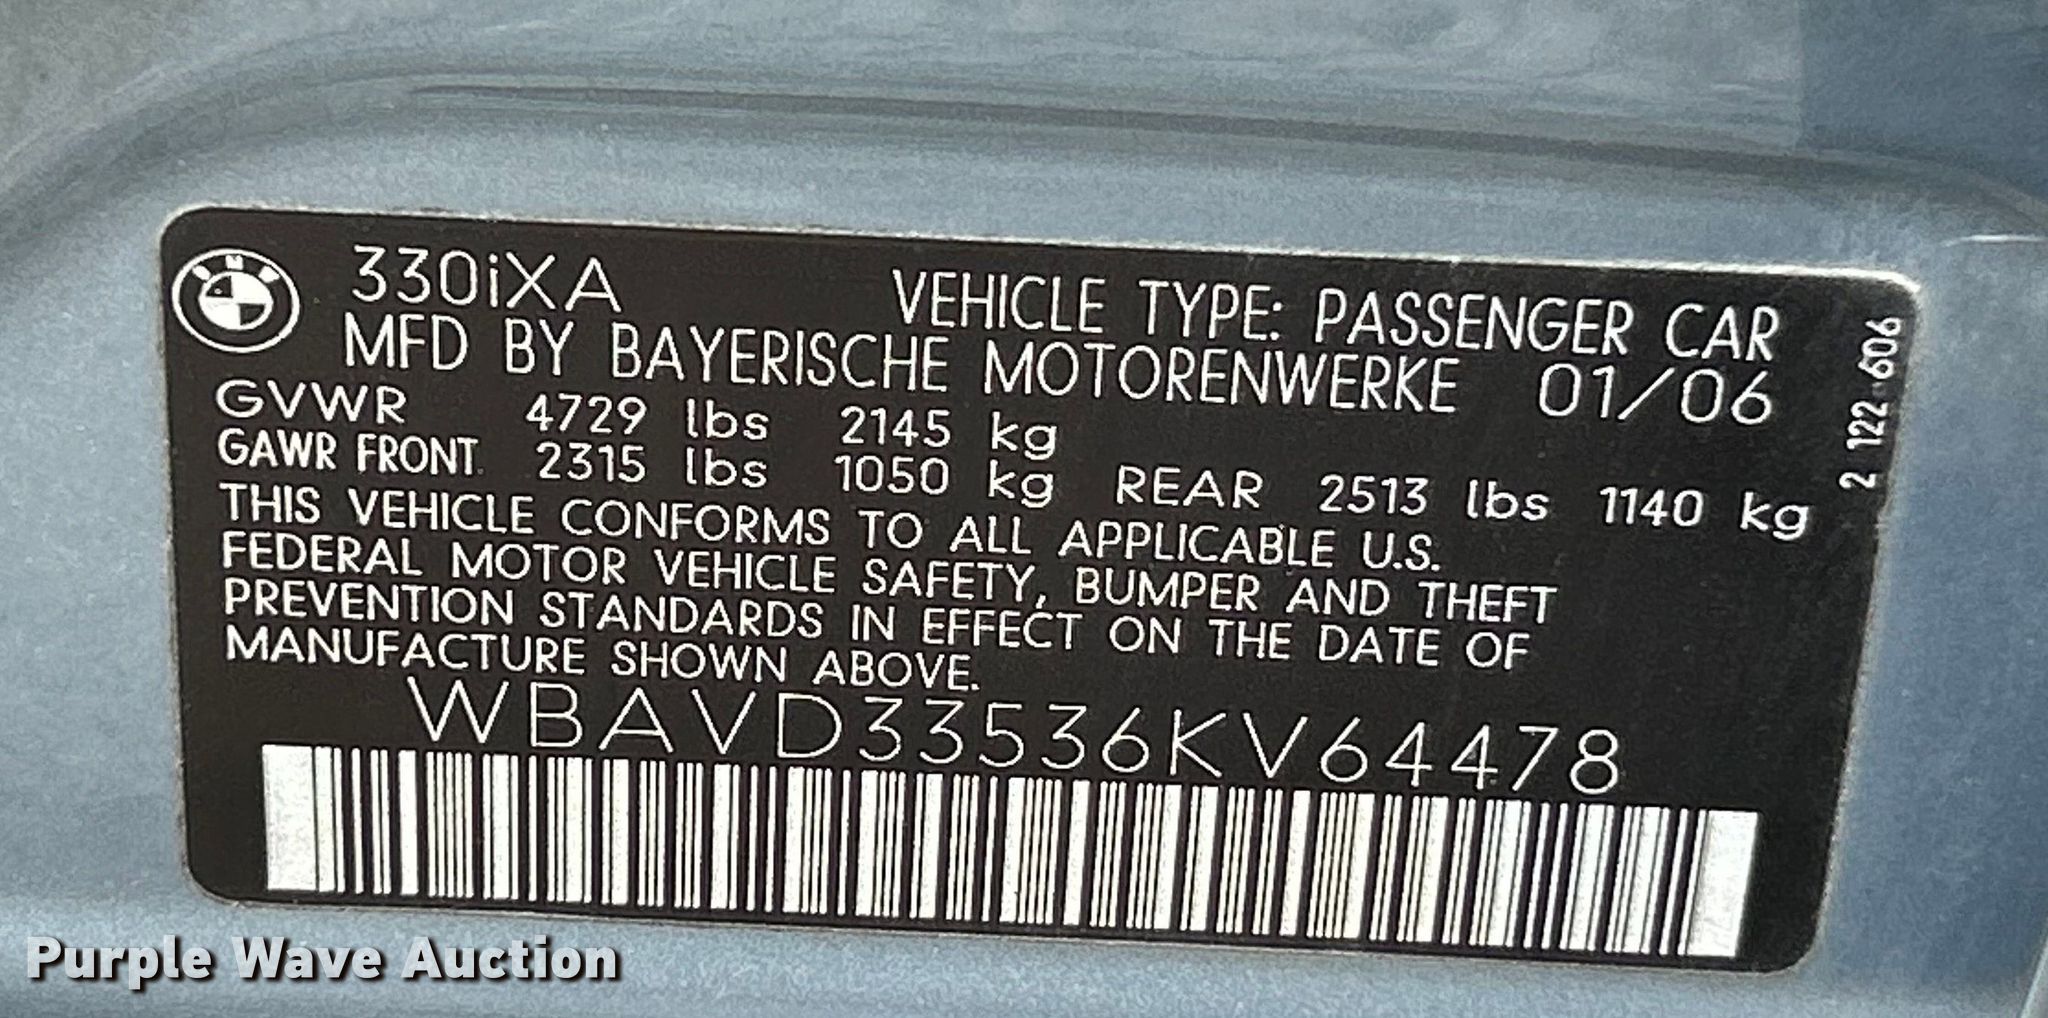 BMW
330iXA
VEHICLE TYPE: PASSENGER CAR
MFD BY BAYERISCHE MOTORENWERKE 01/06
GVWR 4729 lbs 2145 kg
GAWR FRONT 2315 lbs 1050 kg REAR 2513 lbs 1140 kg
THIS VEHICLE CONFORMS TO ALL APPLICABLE U.S.
FEDERAL MOTOR VEHICLE SAFETY, BUMPER AND THEFT
PREVENTION STANDARDS IN EFFECT ON THE DATE OF
MANUFACTURE SHOWN ABOVE.
WBAVD33536KV64478
2 122 606
Purple Wave Auction